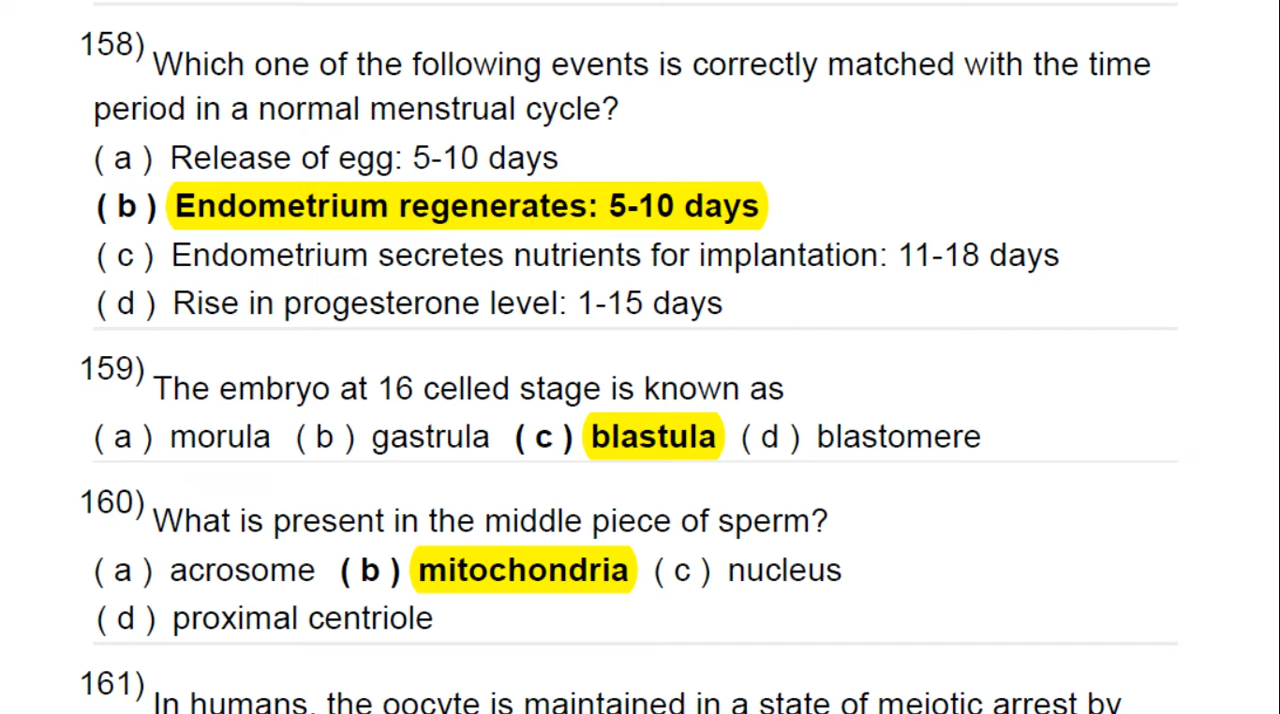 158) Which one of the following events is correctly matched with the time
period in a normal menstrual cycle?
( a ) Release of egg: 5-10 days
( b ) Endometrium regenerates: 5-10 days
( c ) Endometrium secretes nutrients for implantation: 11-18 days
( d ) Rise in progesterone level: 1-15 days
159) The embryo at 16 celled stage is known as
( a ) morula ( b ) gastrula ( c ) blastula ( d ) blastomere
160) What is present in the middle piece of sperm?
( a ) acrosome ( b ) mitochondria ( c ) nucleus
( d ) proximal centriole
161) In humans, the oocyte is maintained in a state of meiotic arrest by